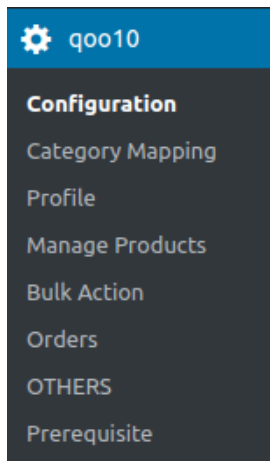 qoo10
Configuration
Category Mapping
Profile
Manage Products
Bulk Action
Orders
OTHERS
Prerequisite